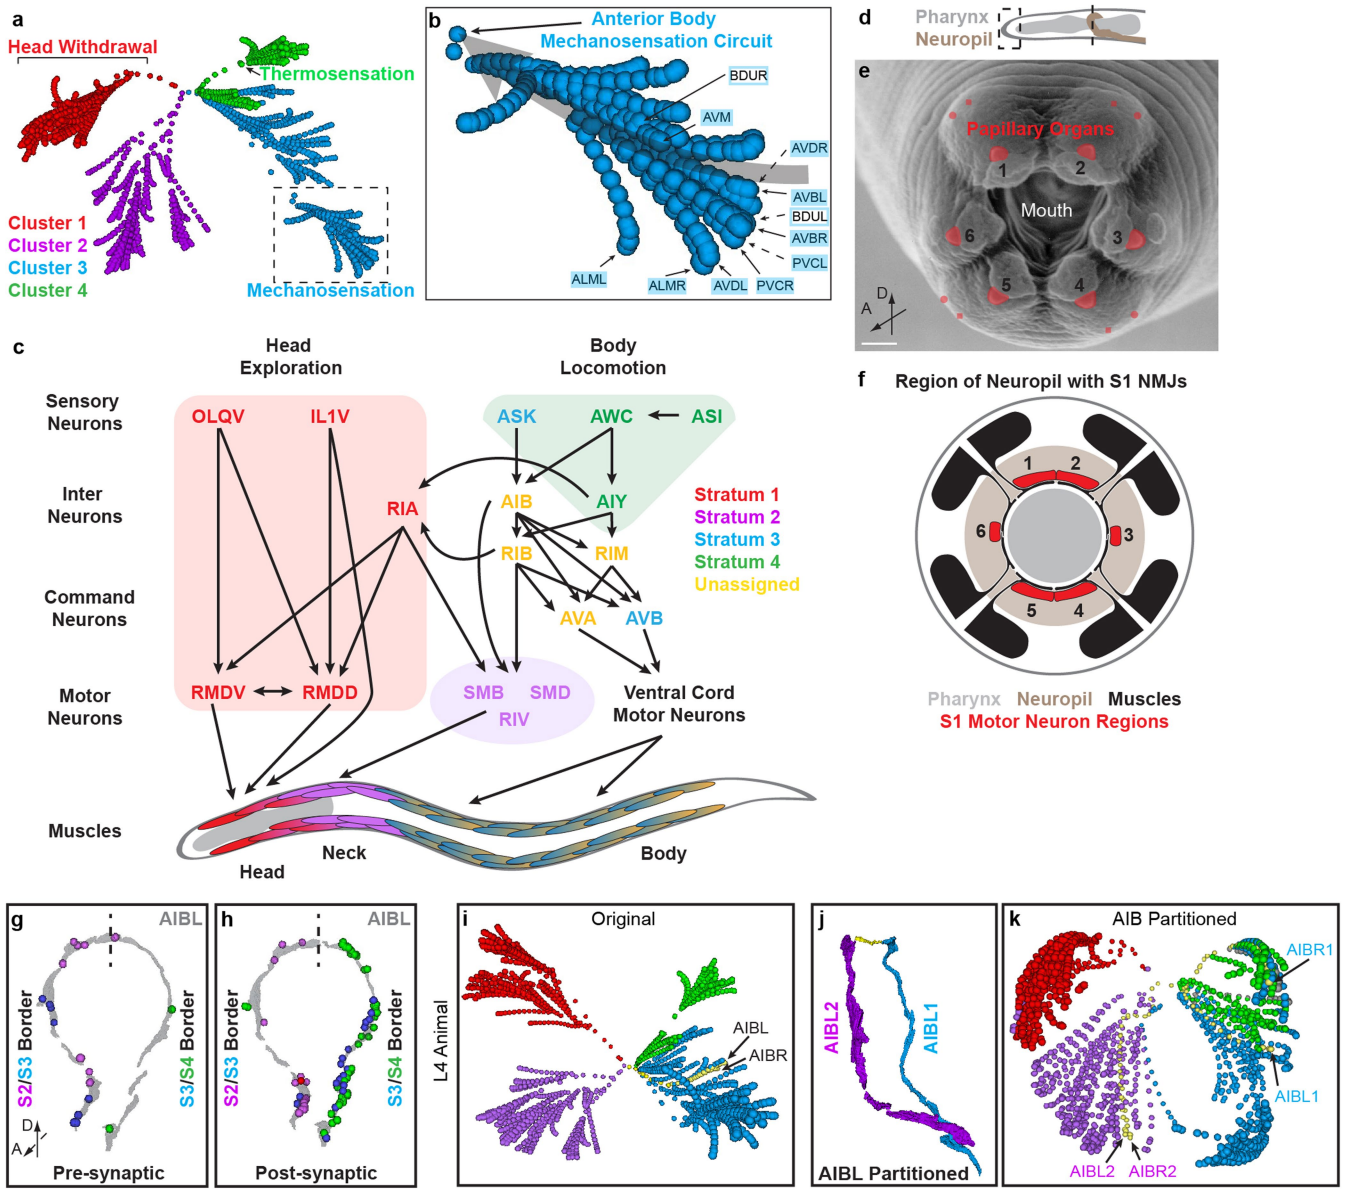 a
Head Withdrawal
Thermosensation
Cluster 1
Cluster 2
Cluster 3
Cluster 4
Mechanosensation
b
Anterior Body
Mechanosensation Circuit
BDUR
AVM
AVDR
AVBL
BDUL
AVBR
PVCL
ALML
ALMR
AVDL
PVCR
d
Pharynx
Neuropil
e
Papillary Organs
1
2
Mouth
6
3
5
4
D
A
c
Head
Exploration
Body
Locomotion
Sensory
Neurons
OLQV
IL1V
ASK
AWC
ASI
Inter
Neurons
RIA
AIB
AIY
RIB
RIM
Stratum 1
Stratum 2
Stratum 3
Stratum 4
Unassigned
Command
Neurons
AVA
AVB
Motor
Neurons
RMDV
RMDD
SMB
SMD
RIV
Ventral Cord
Motor Neurons
Muscles
Head
Neck
Body
f
Region of Neuropil with S1 NMJs
1
2
6
3
5
4
Pharynx Neuropil Muscles
S1 Motor Neuron Regions
g
AIBL
S2/S3 Border
S3/S4 Border
D
A
Pre-synaptic
h
AIBL
S2/S3 Border
S3/S4 Border
Post-synaptic
L4 Animal
i
Original
AIBL
AIBR
j
AIBL2
AIBL1
AIBL Partitioned
k
AIB Partitioned
AIBR1
AIBL1
AIBL2
AIBR2